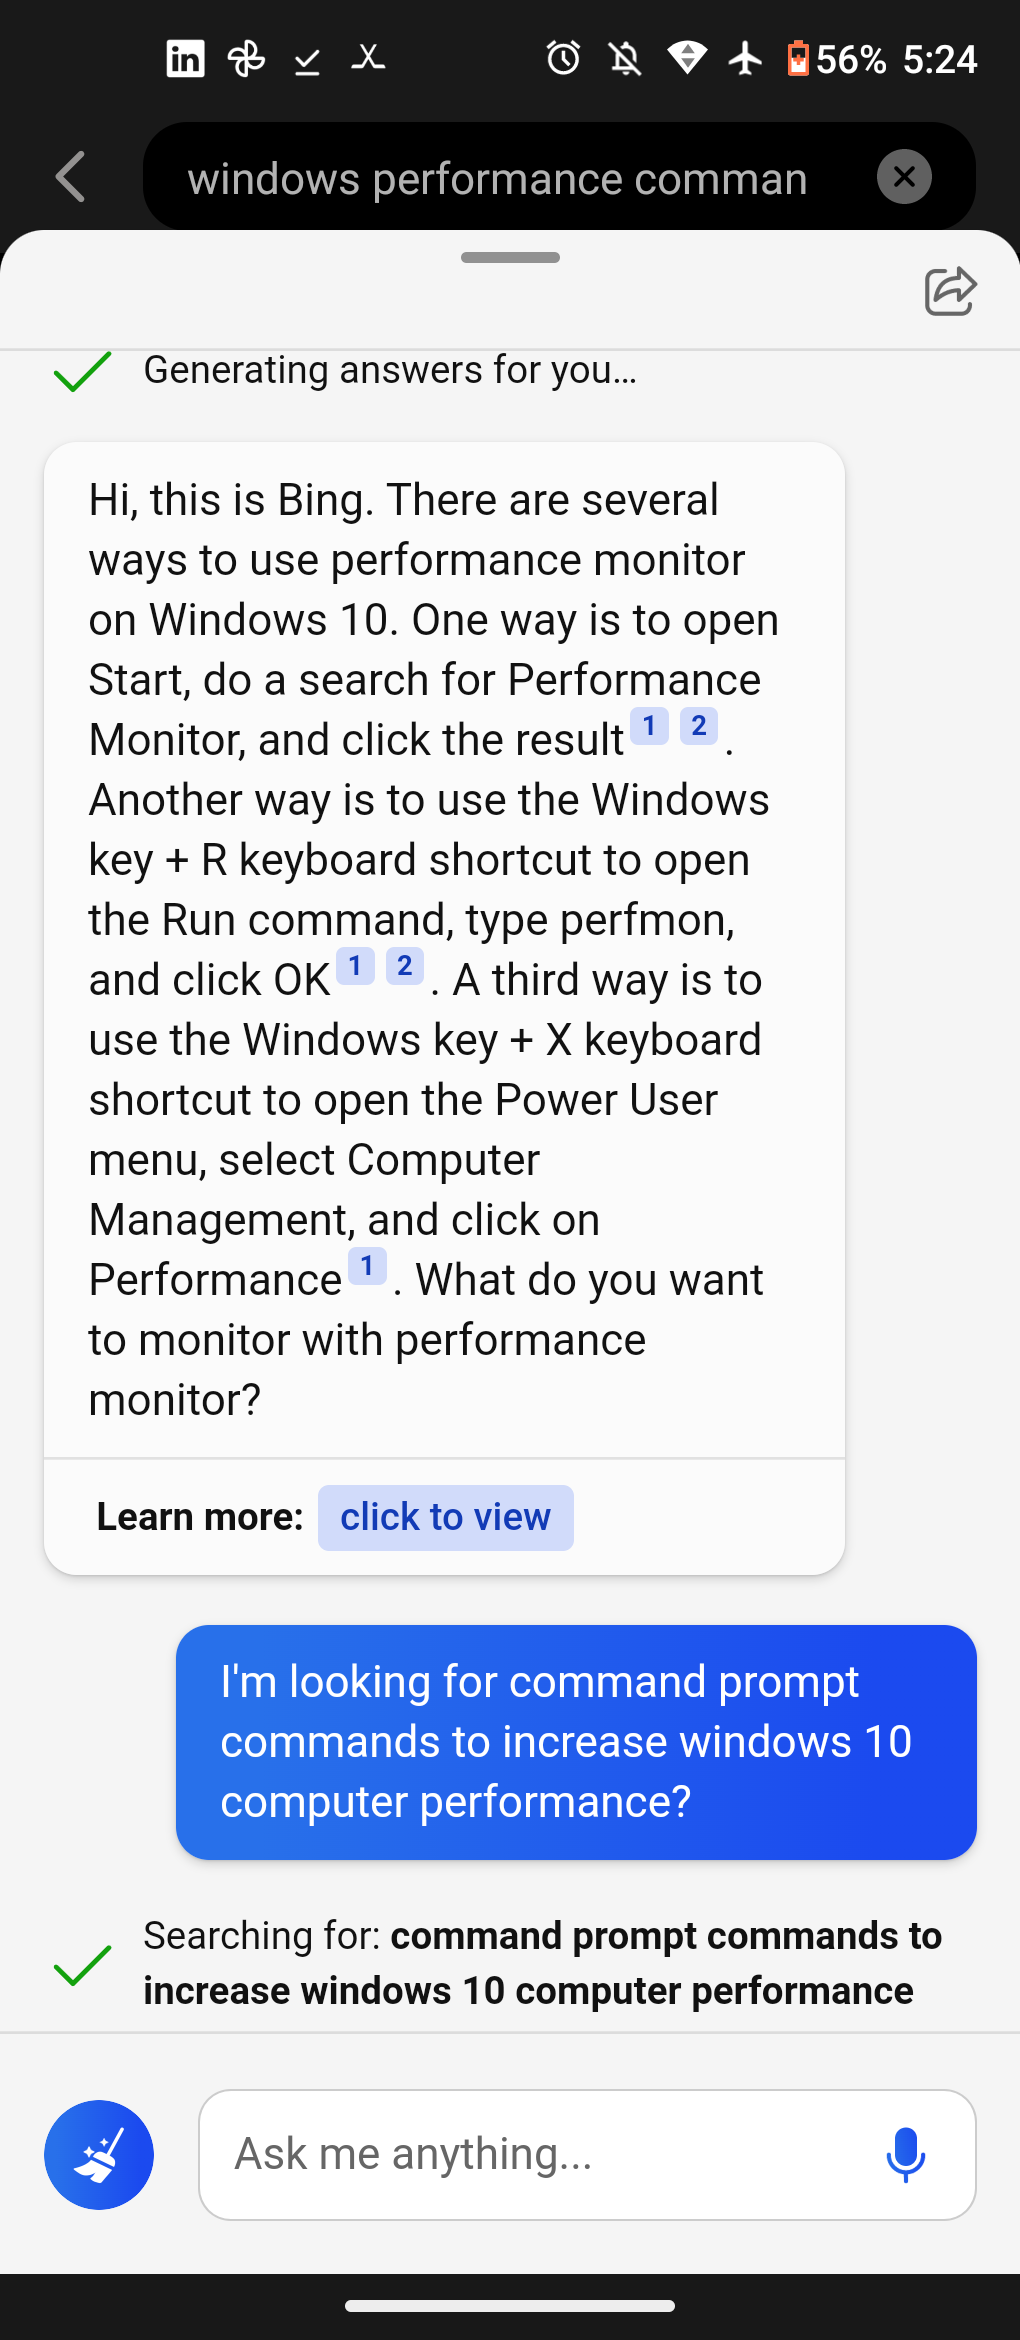 in
56% 5:24
windows performance comman
Generating answers for you...
Hi, this is Bing. There are several
ways to use performance monitor
on Windows 10. One way is to open
Start, do a search for Performance
Monitor, and click the result 1 2 .
Another way is to use the Windows
key + R keyboard shortcut to open
the Run command, type perfmon,
and click OK 1 2 . A third way is to
use the Windows key + X keyboard
shortcut to open the Power User
menu, select Computer
Management, and click on
Performance 1 . What do you want
to monitor with performance
monitor?
Learn more: click to view
I'm looking for command prompt
commands to increase windows 10
computer performance?
Searching for: command prompt commands to
increase windows 10 computer performance
Ask me anything...